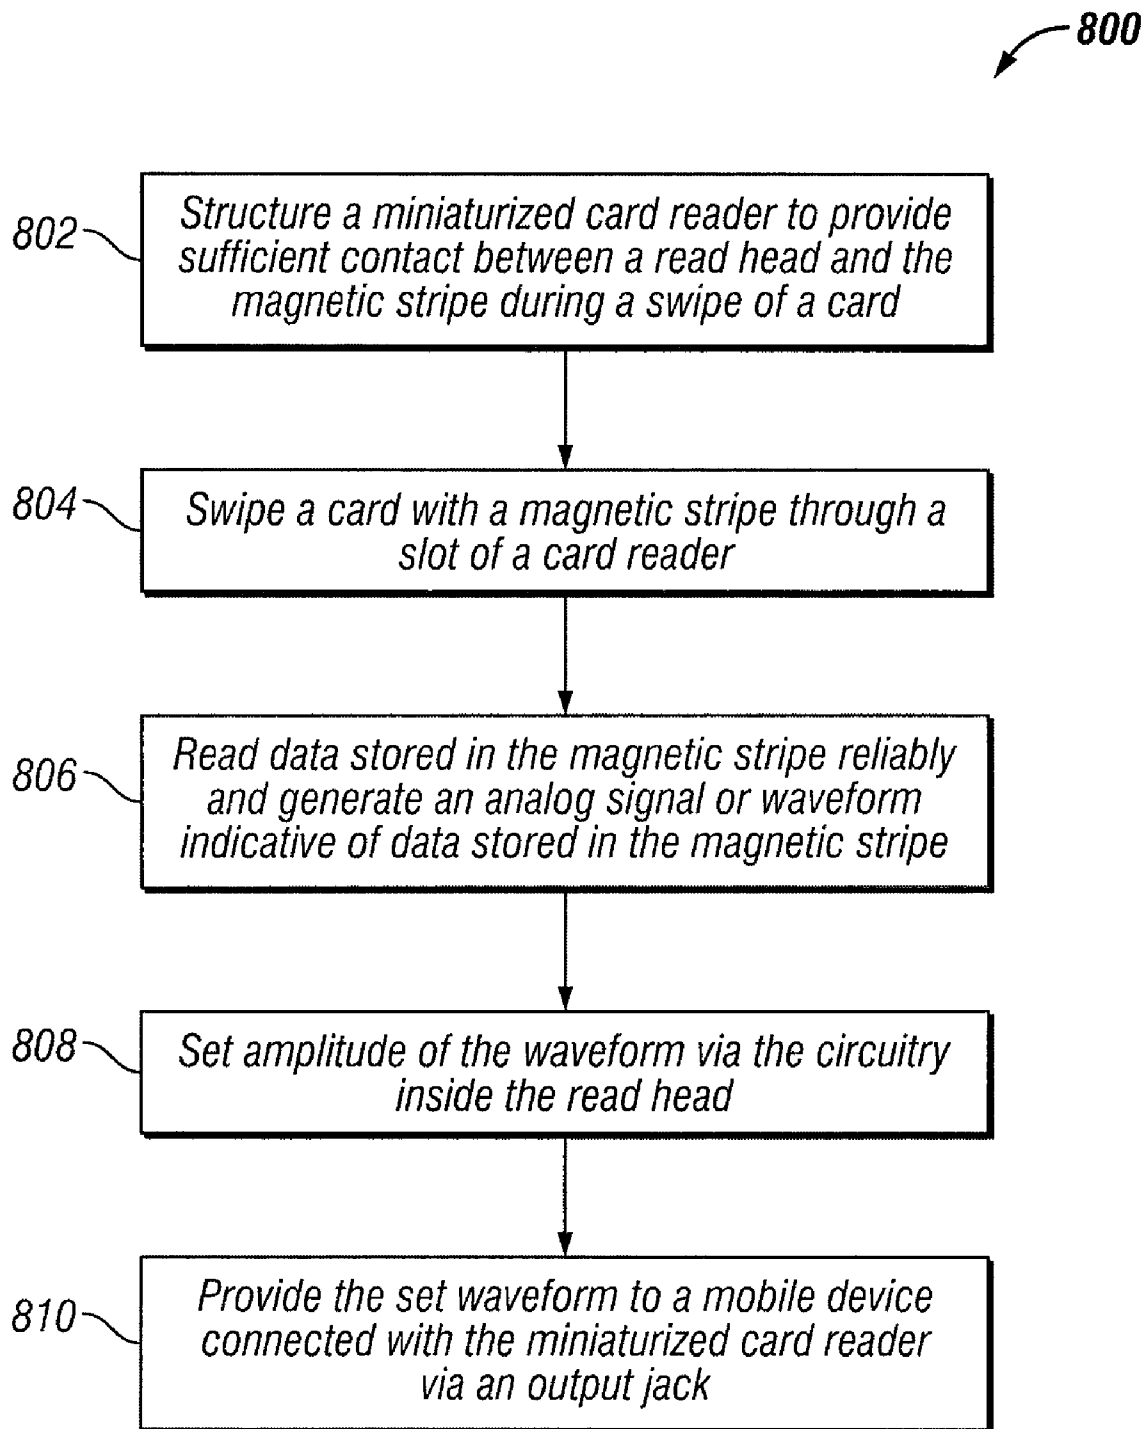 800
802
Structure a miniaturized card reader to provide
sufficient contact between a read head and the
magnetic stripe during a swipe of a card
804
Swipe a card with a magnetic stripe through a
slot of a card reader
806
Read data stored in the magnetic stripe reliably
and generate an analog signal or waveform
indicative of data stored in the magnetic stripe
808
Set amplitude of the waveform via the circuitry
inside the read head
810
Provide the set waveform to a mobile device
connected with the miniaturized card reader
via an output jack